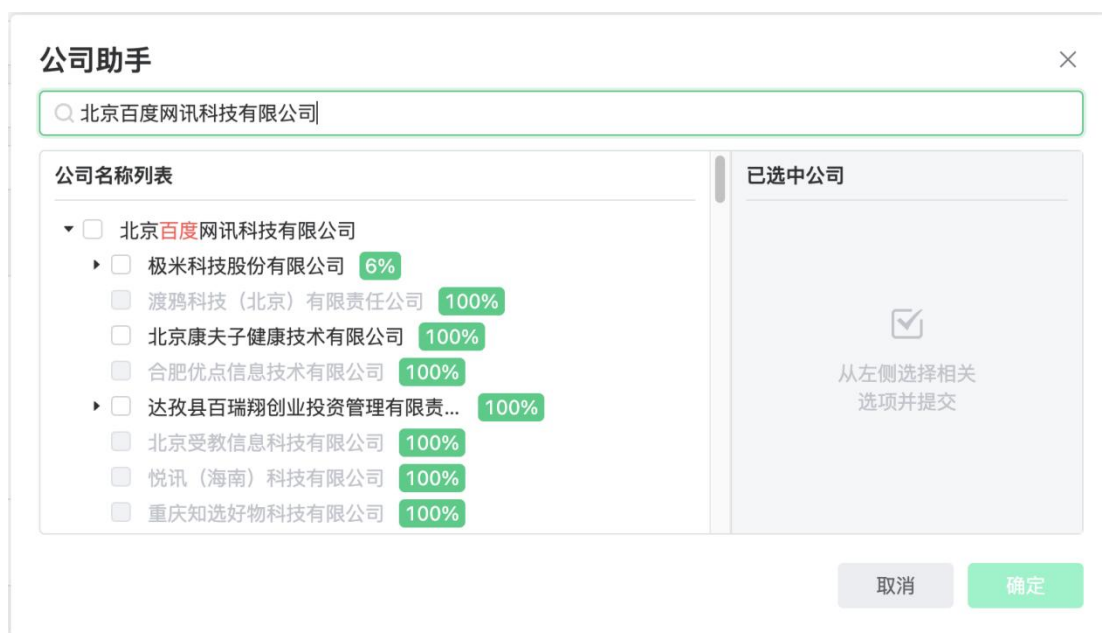 公司助手
北京百度网讯科技有限公司
公司名称列表
北京百度网讯科技有限公司
极米科技股份有限公司 6%
渡鸦科技（北京）有限责任公司 100%
北京康夫子健康技术有限公司 100%
合肥优点信息技术有限公司 100%
达孜县百瑞翔创业投资管理有限责... 100%
北京受教信息科技有限公司 100%
悦讯（海南）科技有限公司 100%
重庆知选好物科技有限公司 100%
已选中公司
从左侧选择相关
选项并提交
取消 确定